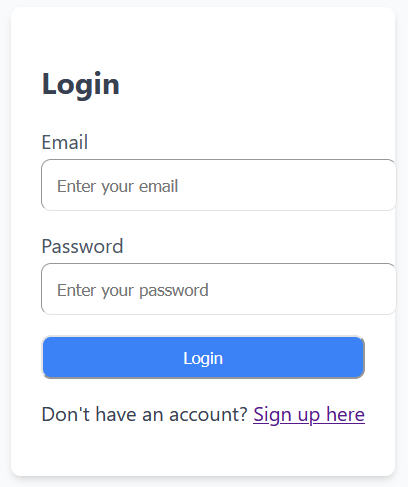 Login
Email
Enter your email
Password
Enter your password
Login
Don't have an account? Sign up here